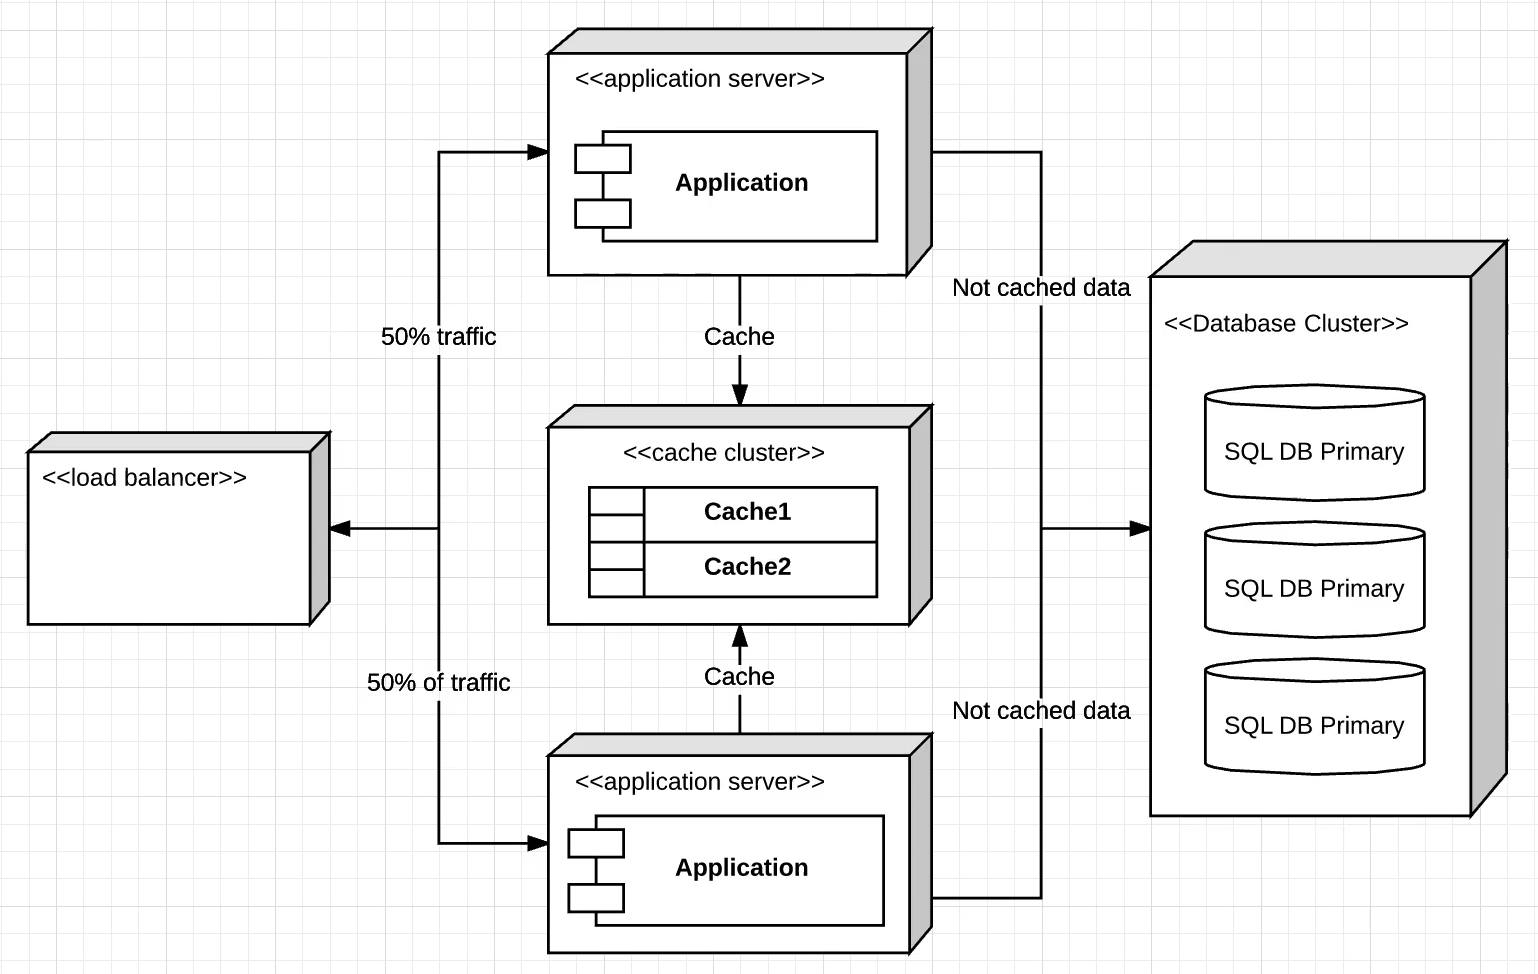 <<application server>>
Application
Not cached data
<<Database Cluster>>
50% traffic
Cache
SQL DB Primary
<<cache cluster>>
<<load balancer>>
Cache1
Cache2
SQL DB Primary
50% of traffic
Cache
Not cached data
SQL DB Primary
<<application server>>
Application